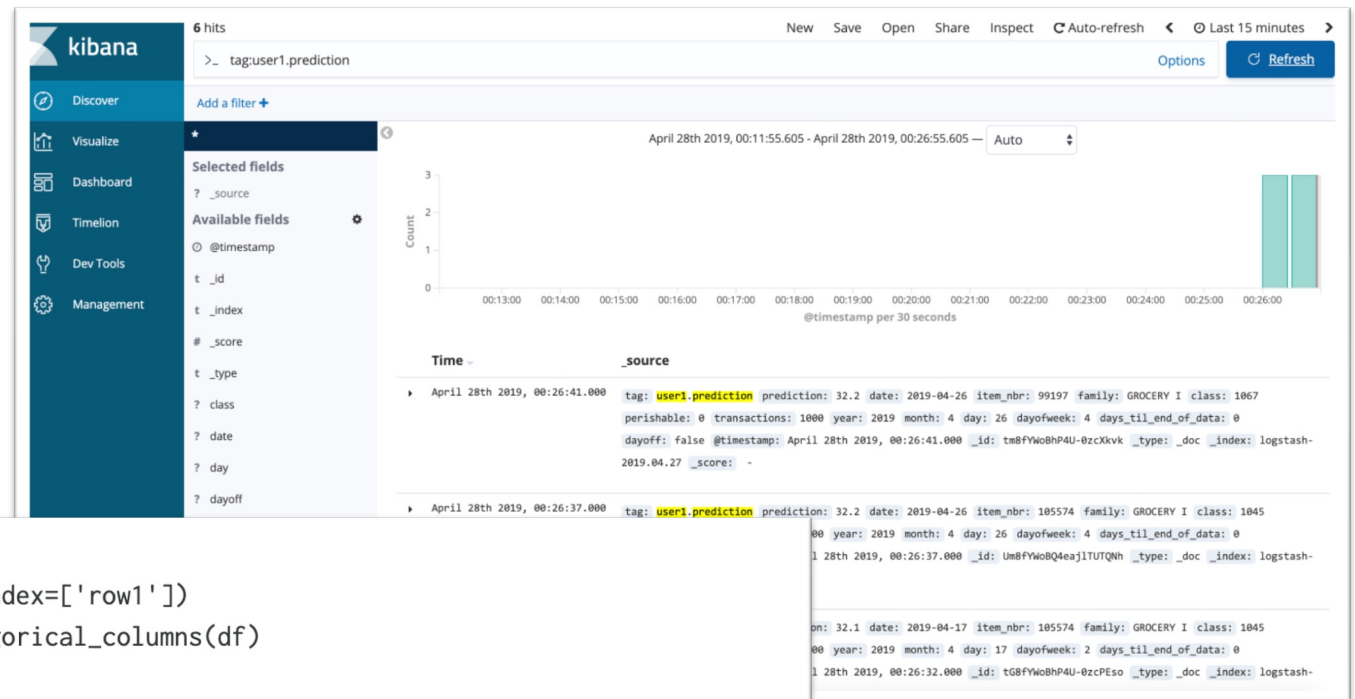 6 hits
New Save Open Share Inspect Auto-refresh Last 15 minutes
kibana
>_ tag:user1.prediction
Options
Refresh
Discover
Visualize
Dashboard
Timelion
Dev Tools
Management
Add a filter +
*
Selected fields
? _source
Available fields
@timestamp
t _id
t _index
# _score
t _type
? class
? date
? day
? dayoff
April 28th 2019, 00:11:55.605 - April 28th 2019, 00:26:55.605 — Auto
3
2
1
0
Count
00:13:00 00:14:00 00:15:00 00:16:00 00:17:00 00:18:00 00:19:00 00:20:00 00:21:00 00:22:00 00:23:00 00:24:00 00:25:00 00:26:00
@timestamp per 30 seconds
Time _source
April 28th 2019, 00:26:41.000 tag: user1.prediction prediction: 32.2 date: 2019-04-26 item_nbr: 99197 family: GROCERY I class: 1067
perishable: 0 transactions: 1000 year: 2019 month: 4 day: 26 dayofweek: 4 days_til_end_of_data: 0
dayoff: false @timestamp: April 28th 2019, 00:26:41.000 _id: tm8fYWoBhP4U-0zcXkvk _type: _doc _index: logstash-
2019.04.27 _score: -
April 28th 2019, 00:26:37.000 tag: user1.prediction prediction: 32.2 date: 2019-04-26 item_nbr: 105574 family: GROCERY I class: 1045
00 year: 2019 month: 4 day: 26 dayofweek: 4 days_til_end_of_data: 0
l 28th 2019, 00:26:37.000 _id: Um8fYWoBQ4eajlTUTQNh _type: _doc _index: logstash-
on: 32.1 date: 2019-04-17 item_nbr: 105574 family: GROCERY I class: 1045
00 year: 2019 month: 4 day: 17 dayofweek: 2 days_til_end_of_data: 0
l 28th 2019, 00:26:32.000 _id: tG8fYWoBhP4U-0zcPEso _type: _doc _index: logstash-
dex=['row1'])
orical_columns(df)